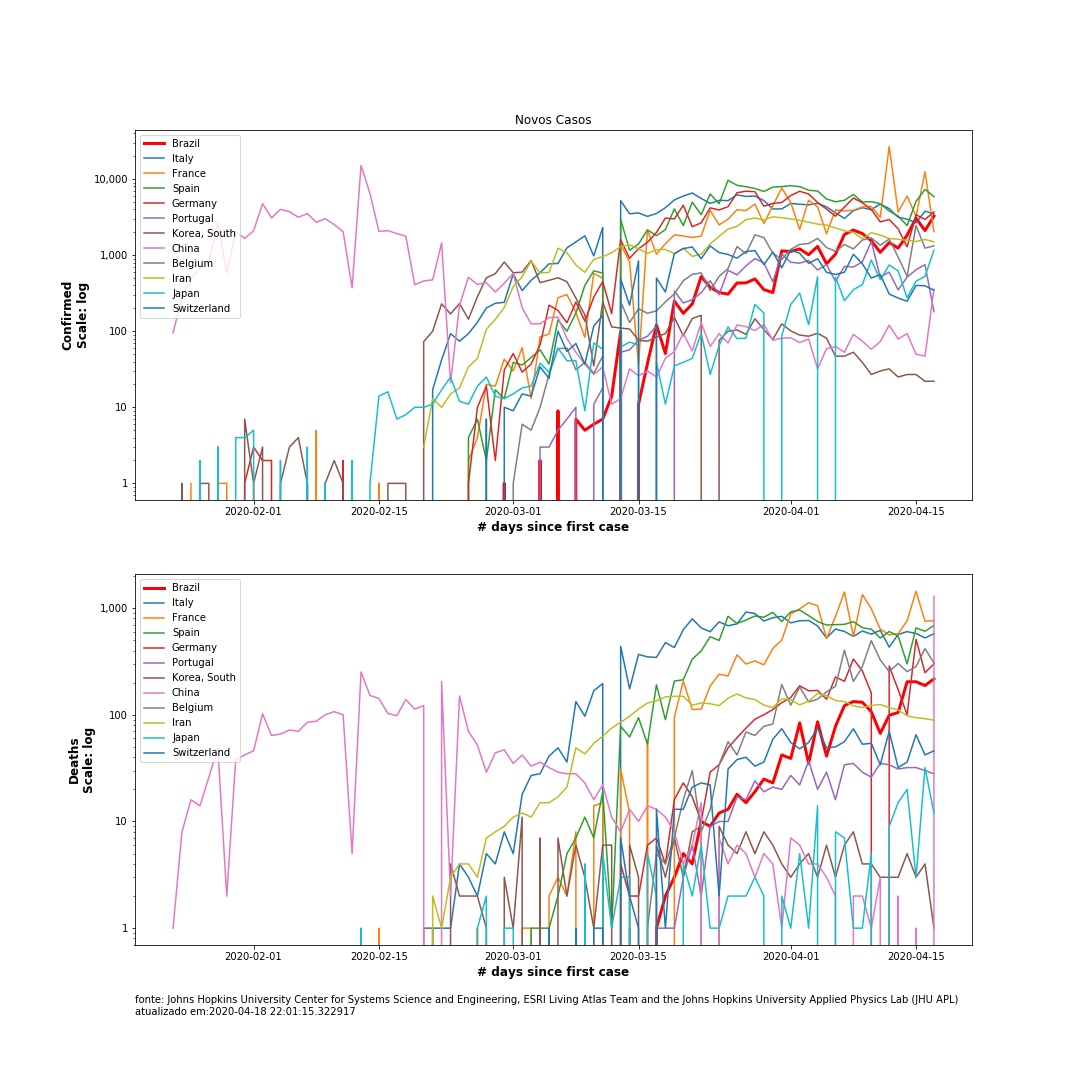 Novos Casos
Confirmed
Scale: log
10,000
1,000
100
10
1
Brazil
Italy
France
Spain
Germany
Portugal
Korea, South
China
Belgium
Iran
Japan
Switzerland
2020-02-01
2020-02-15
2020-03-01
2020-03-15
2020-04-01
2020-04-15
# days since first case
Deaths
Scale: log
1,000
100
10
1
Brazil
Italy
France
Spain
Germany
Portugal
Korea, South
China
Belgium
Iran
Japan
Switzerland
2020-02-01
2020-02-15
2020-03-01
2020-03-15
2020-04-01
2020-04-15
# days since first case
fonte: Johns Hopkins University Center for Systems Science and Engineering, ESRI Living Atlas Team and the Johns Hopkins University Applied Physics Lab (JHU APL)
atualizado em:2020-04-18 22:01:15.322917